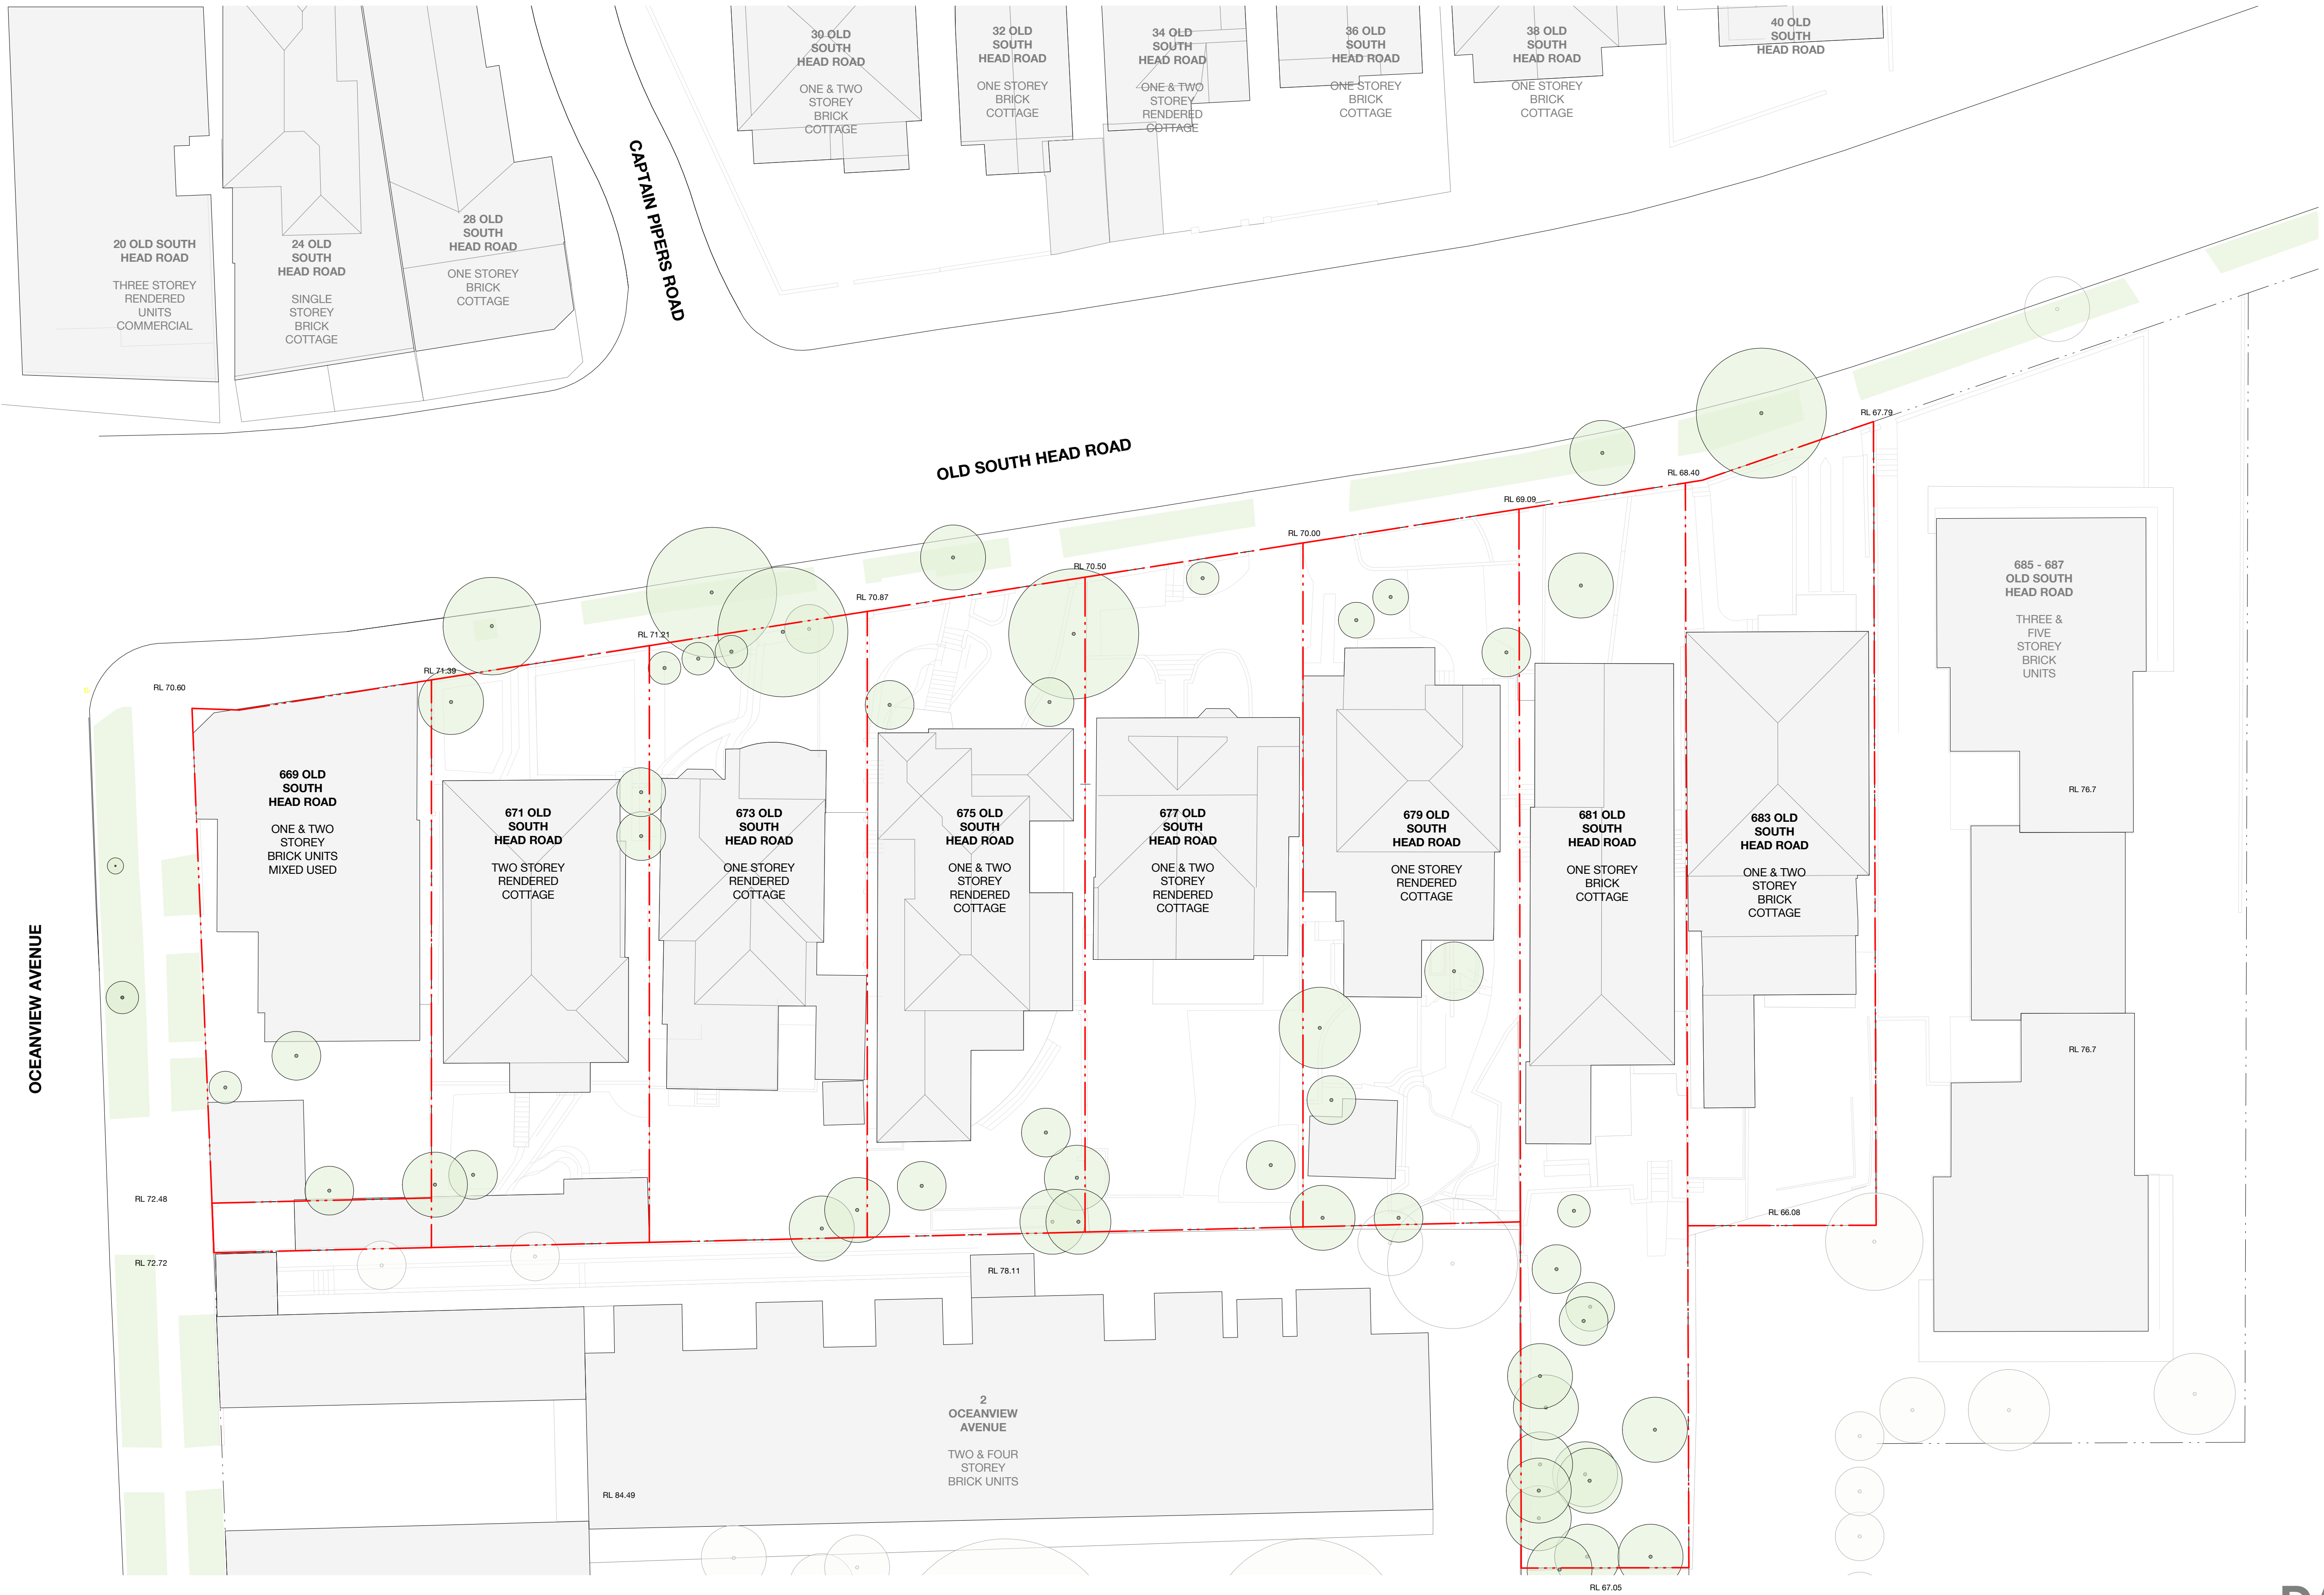 30 OLD
SOUTH
HEAD ROAD
ONE & TWO
STOREY
BRICK
COTTAGE
32 OLD
SOUTH
HEAD ROAD
ONE STOREY
BRICK
COTTAGE
34 OLD
SOUTH
HEAD ROAD
ONE & TWO
STOREY
RENDERED
COTTAGE
36 OLD
SOUTH
HEAD ROAD
ONE STOREY
BRICK
COTTAGE
38 OLD
SOUTH
HEAD ROAD
ONE STOREY
BRICK
COTTAGE
40 OLD
SOUTH
HEAD ROAD
20 OLD SOUTH
HEAD ROAD
THREE STOREY
RENDERED
UNITS
COMMERCIAL
24 OLD
SOUTH
HEAD ROAD
SINGLE
STOREY
BRICK
COTTAGE
28 OLD
SOUTH
HEAD ROAD
ONE STOREY
BRICK
COTTAGE
CAPTAIN PIPERS ROAD
OLD SOUTH HEAD ROAD
RL 67.79
RL 68.40
RL 69.09
RL 70.00
RL 70.50
RL 70.87
RL 71.21
RL 71.39
RL 70.60
685 - 687
OLD SOUTH
HEAD ROAD
THREE &
FIVE
STOREY
BRICK
UNITS
RL 76.7
RL 76.7
669 OLD
SOUTH
HEAD ROAD
ONE & TWO
STOREY
BRICK UNITS
MIXED USED
671 OLD
SOUTH
HEAD ROAD
TWO STOREY
RENDERED
COTTAGE
673 OLD
SOUTH
HEAD ROAD
ONE STOREY
RENDERED
COTTAGE
675 OLD
SOUTH
HEAD ROAD
ONE & TWO
STOREY
RENDERED
COTTAGE
677 OLD
SOUTH
HEAD ROAD
ONE & TWO
STOREY
RENDERED
COTTAGE
679 OLD
SOUTH
HEAD ROAD
ONE STOREY
RENDERED
COTTAGE
681 OLD
SOUTH
HEAD ROAD
ONE STOREY
BRICK
COTTAGE
683 OLD
SOUTH
HEAD ROAD
ONE & TWO
STOREY
BRICK
COTTAGE
OCEANVIEW AVENUE
RL 72.48
RL 72.72
RL 66.08
RL 78.11
2
OCEANVIEW
AVENUE
TWO & FOUR
STOREY
BRICK UNITS
RL 84.49
RL 67.05